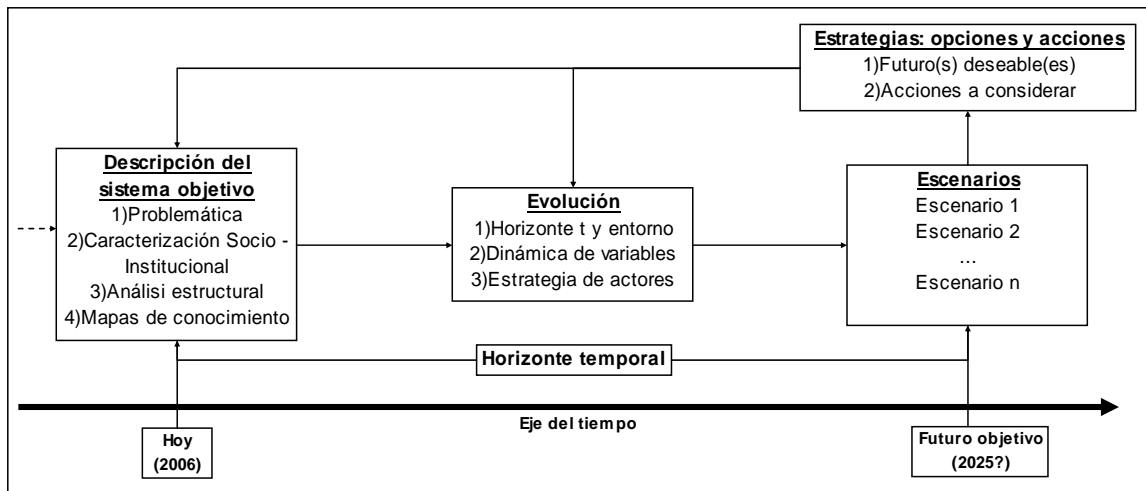 Estrategias: opciones y acciones
1)Futuro(s) deseable(es)
2)Acciones a considerar
Descripción del
sistema objetivo
1)Problemática
2)Caracterización Socio -
Institucional
3)Análisi estructural
4)Mapas de conocimiento
Evolución
1)Horizonte t y entorno
2)Dinámica de variables
3)Estrategia de actores
Escenarios
Escenario 1
Escenario 2
...
Escenario n
Horizonte temporal
Eje del tiempo
Hoy
(2006)
Futuro objetivo
(2025?)